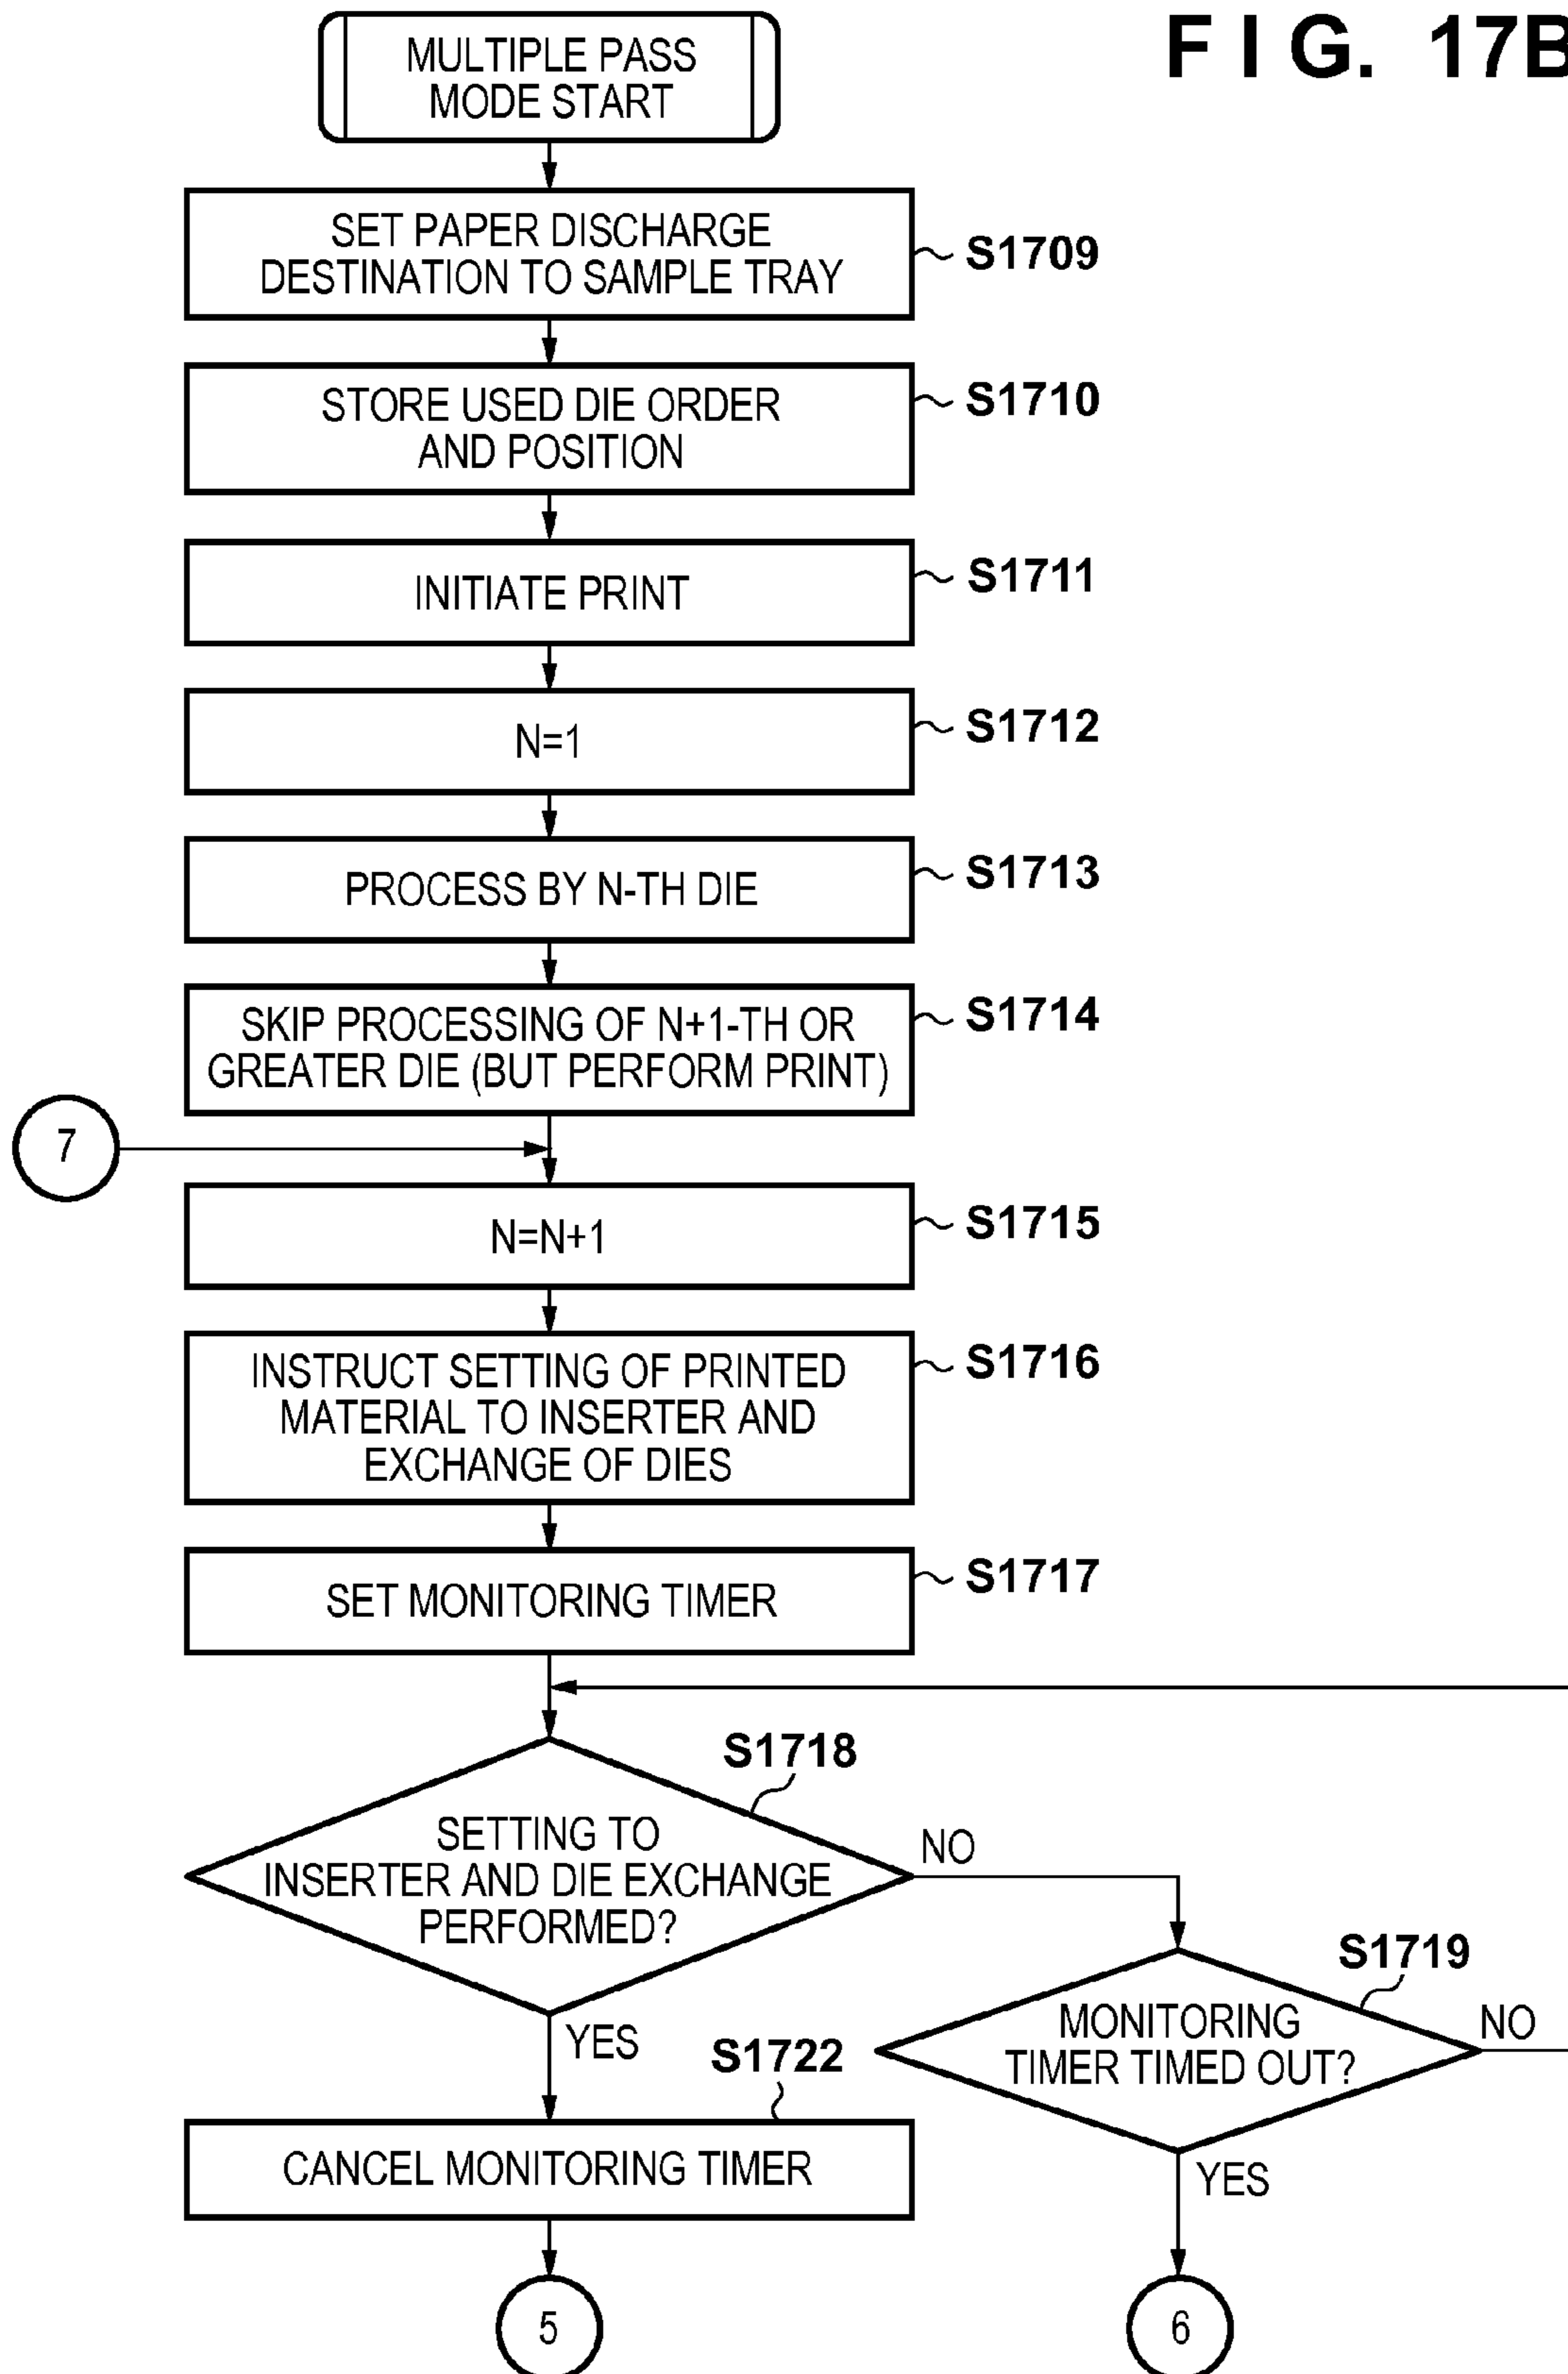 FIG. 17B
MULTIPLE PASS
MODE START
SET PAPER DISCHARGE
DESTINATION TO SAMPLE TRAY
S1709
STORE USED DIE ORDER
AND POSITION
S1710
INITIATE PRINT
S1711
N=1
S1712
PROCESS BY N-TH DIE
S1713
SKIP PROCESSING OF N+1-TH OR
GREATER DIE (BUT PERFORM PRINT)
S1714
7
N=N+1
S1715
INSTRUCT SETTING OF PRINTED
MATERIAL TO INSERTER AND
EXCHANGE OF DIES
S1716
SET MONITORING TIMER
S1717
S1718
SETTING TO
INSERTER AND DIE EXCHANGE
PERFORMED?
NO
YES
S1719
MONITORING
TIMER TIMED OUT?
NO
YES
S1722
CANCEL MONITORING TIMER
5
6